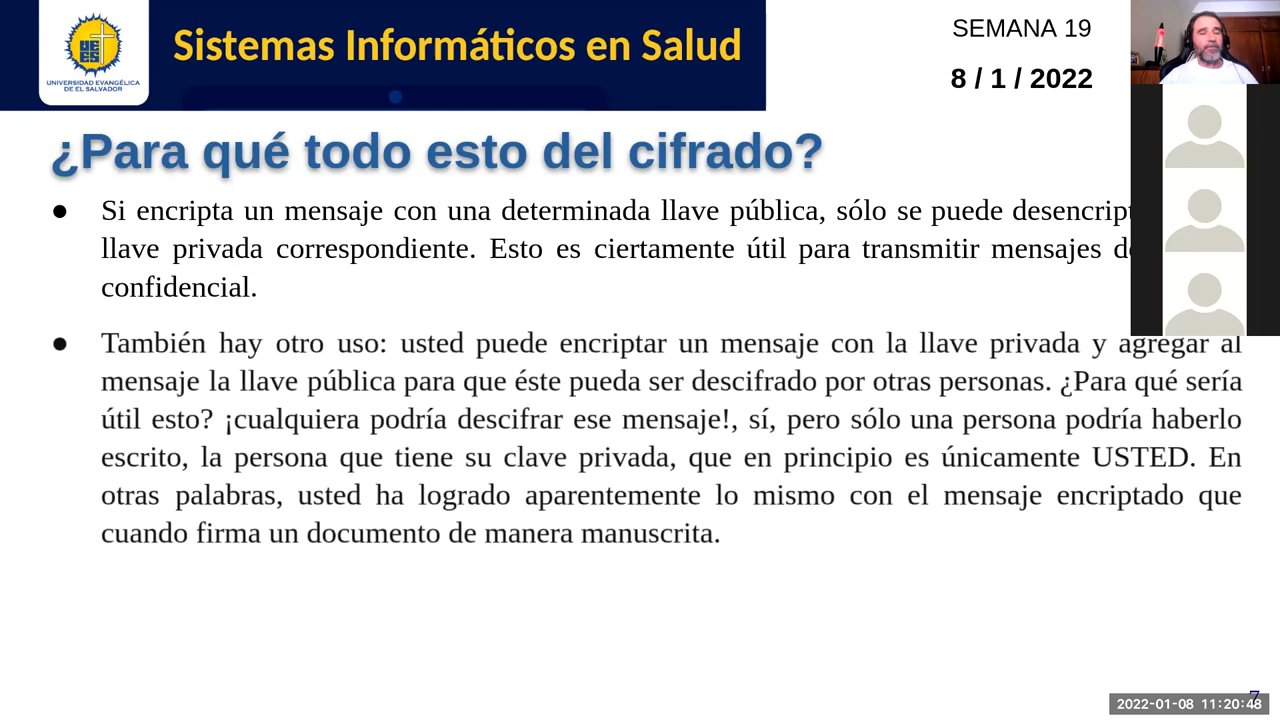 UNIVERSIDAD EVANGÉLICA
DE EL SALVADOR
Sistemas Informáticos en Salud
SEMANA 19
8 / 1 / 2022
¿Para qué todo esto del cifrado?
● Si encripta un mensaje con una determinada llave pública, sólo se puede
llave privada correspondiente. Esto es ciertamente útil para transmitir mensajes
confidencial.
● También hay otro uso: usted puede encriptar un mensaje con la llave privada y agregar al
mensaje la llave pública para que éste pueda ser descifrado por otras personas. ¿Para qué sería
útil esto? ¡cualquiera podría descifrar ese mensaje!, sí, pero sólo una persona podría haberlo
escrito, la persona que tiene su clave privada, que en principio es únicamente USTED. En
otras palabras, usted ha logrado aparentemente lo mismo con el mensaje encriptado que
cuando firma un documento de manera manuscrita.
7
2022-01-08 11:20:48